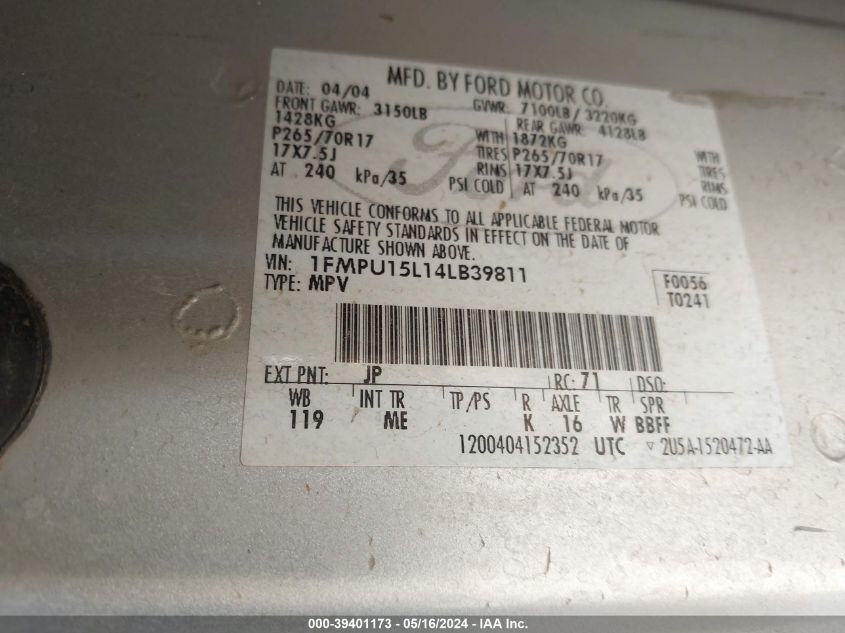 MFD. BY FORD MOTOR CO.
DATE: 04/04 GVWR: 7100LB / 3220KG
FRONT GAWR: 3150LB REAR GAWR: 4128LB
1428KG WITH 1872KG WITH
P265/70R17 TIRES P265/70R17 TIRES
17X7.5J RIMS 17X7.5J RIMS
AT 240 kPa/35 PSI COLD AT 240 kPa/35 PSI COLD
Ford
THIS VEHICLE CONFORMS TO ALL APPLICABLE FEDERAL MOTOR
VEHICLE SAFETY STANDARDS IN EFFECT ON THE DATE OF
MANUFACTURE SHOWN ABOVE.
VIN: 1FMPU15L14LB39811
TYPE: MPV
F0056
T0241
EXT PNT: JP RC: 71 DSO:
WB INT TR TP/PS R AXLE TR SPR
119 ME K 16 W BBFF
1200404152352 UTC ▽ 2U5A-1520472-AA
000-39401173 - 05/16/2024 - IAA Inc.